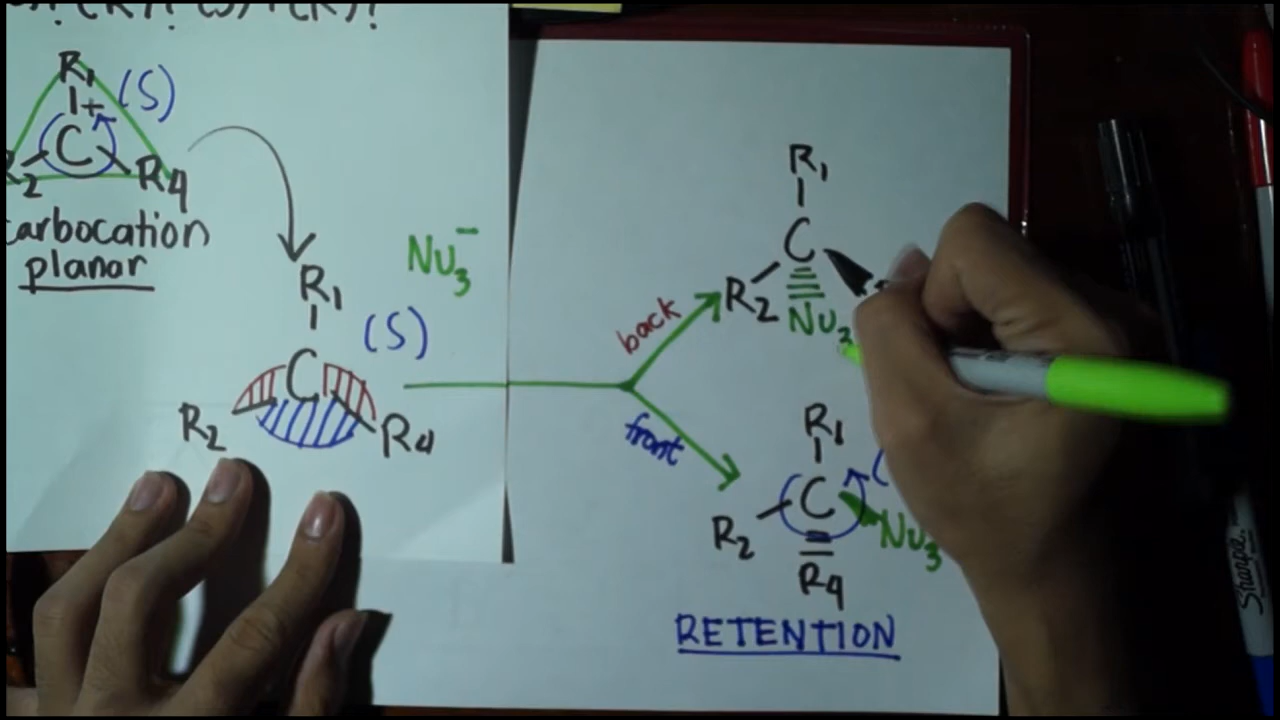 R1
+
(S)
C
R2
R4
carbocation
planar
R1
(S)
C
R2
R4
Nu3-
back
front
R1
C
R2
Nu3
R1
C
R2
Nu3
R4
RETENTION
Sharpie